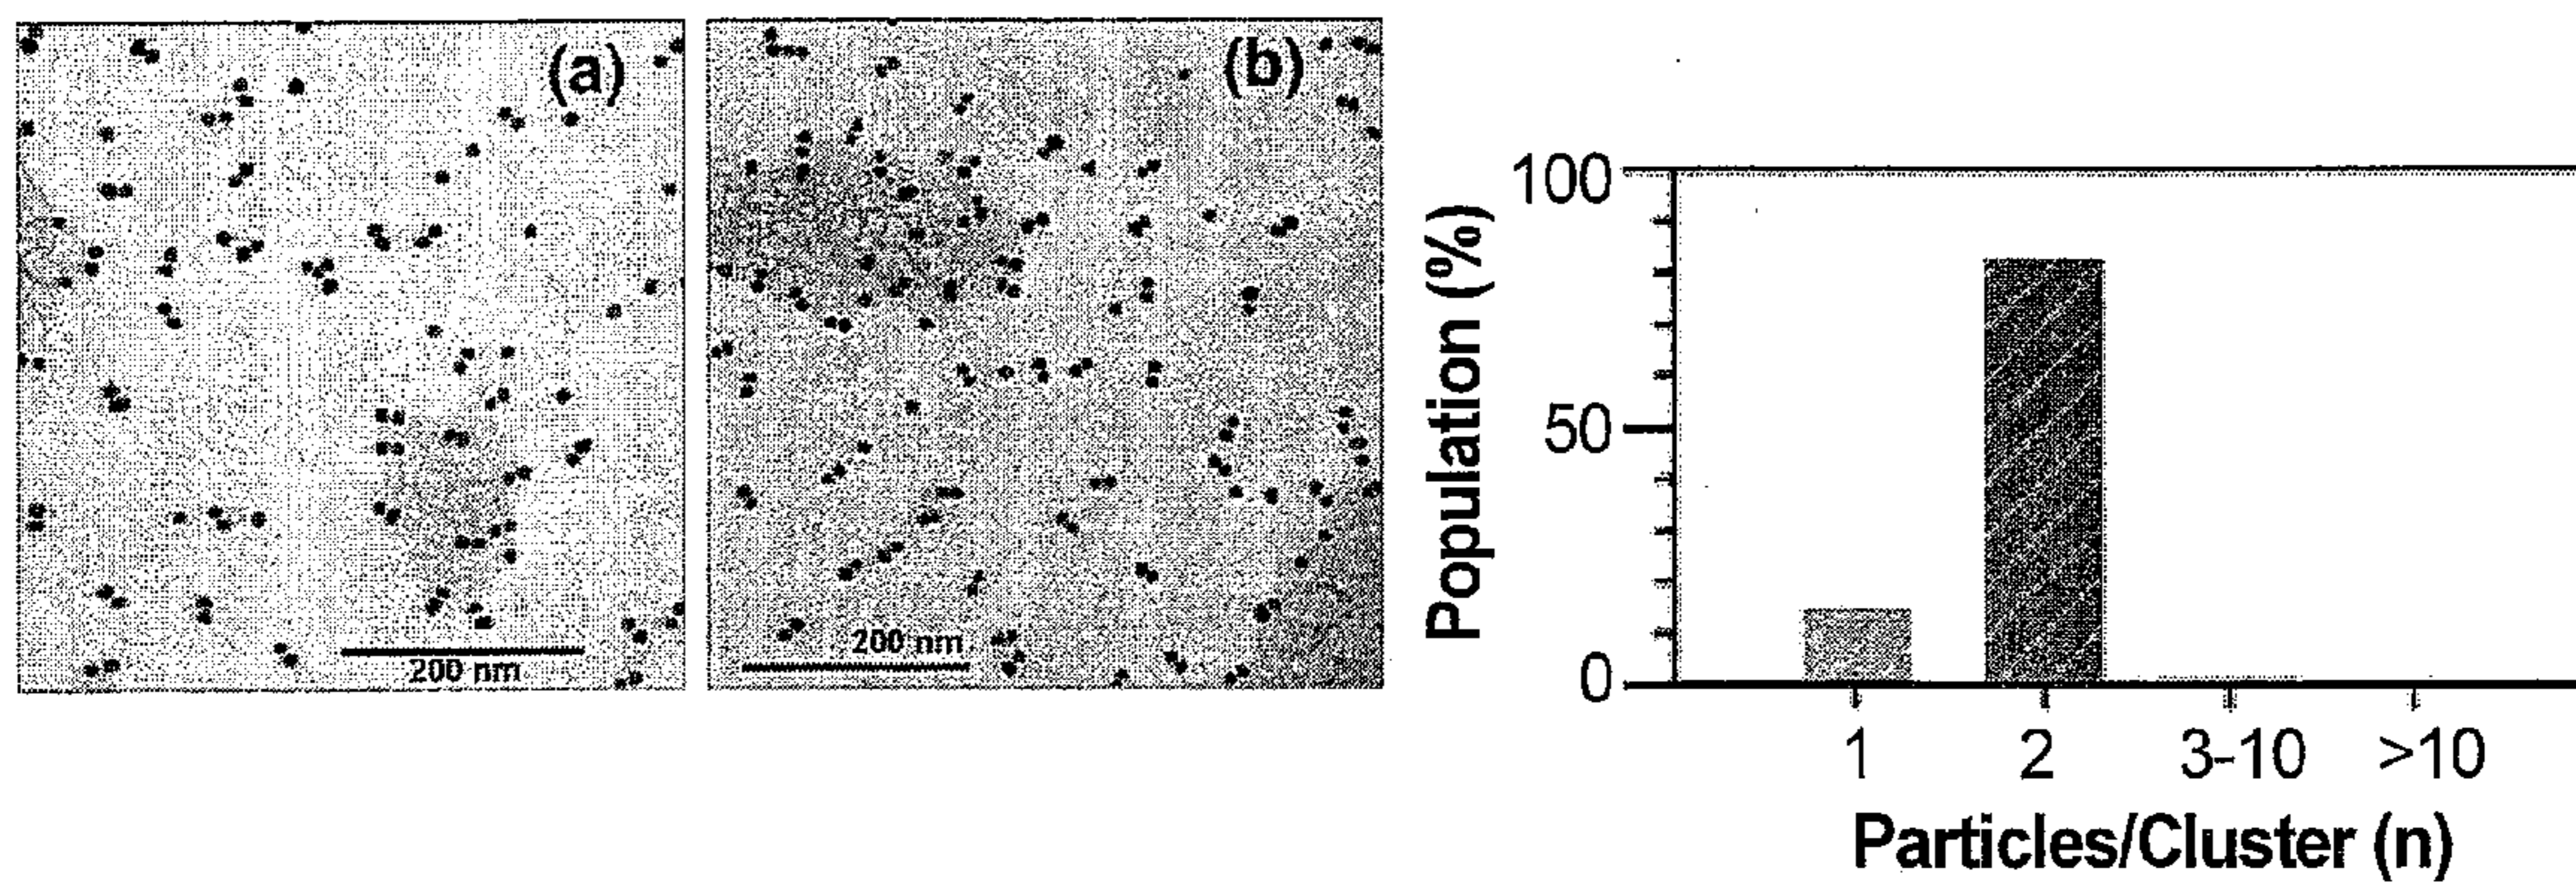 (a)
200 nm
(b)
200 nm
Population (%)
100
50
0
1 2 3-10 >10
Particles/Cluster (n)